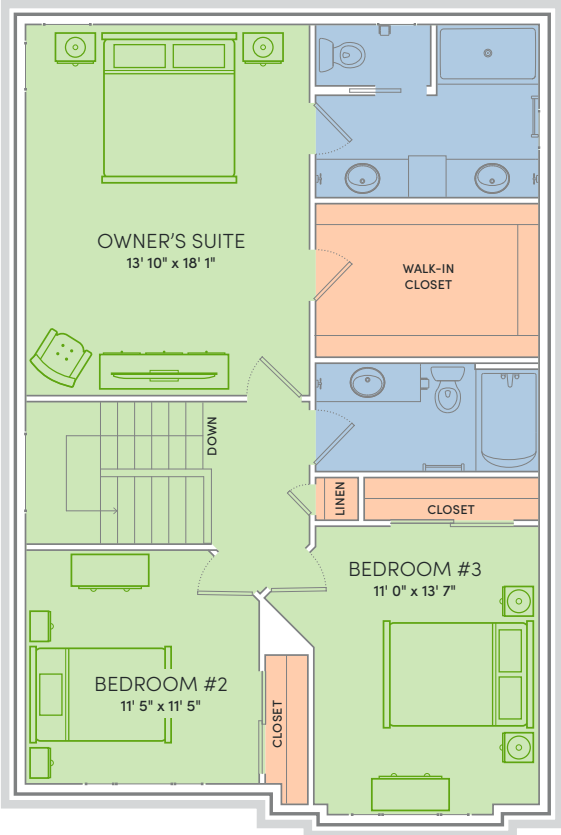 OWNER'S SUITE
13' 10" x 18' 1"
WALK-IN
CLOSET
DOWN
LINEN
CLOSET
BEDROOM #3
11' 0" x 13' 7"
BEDROOM #2
11' 5" x 11' 5"
CLOSET